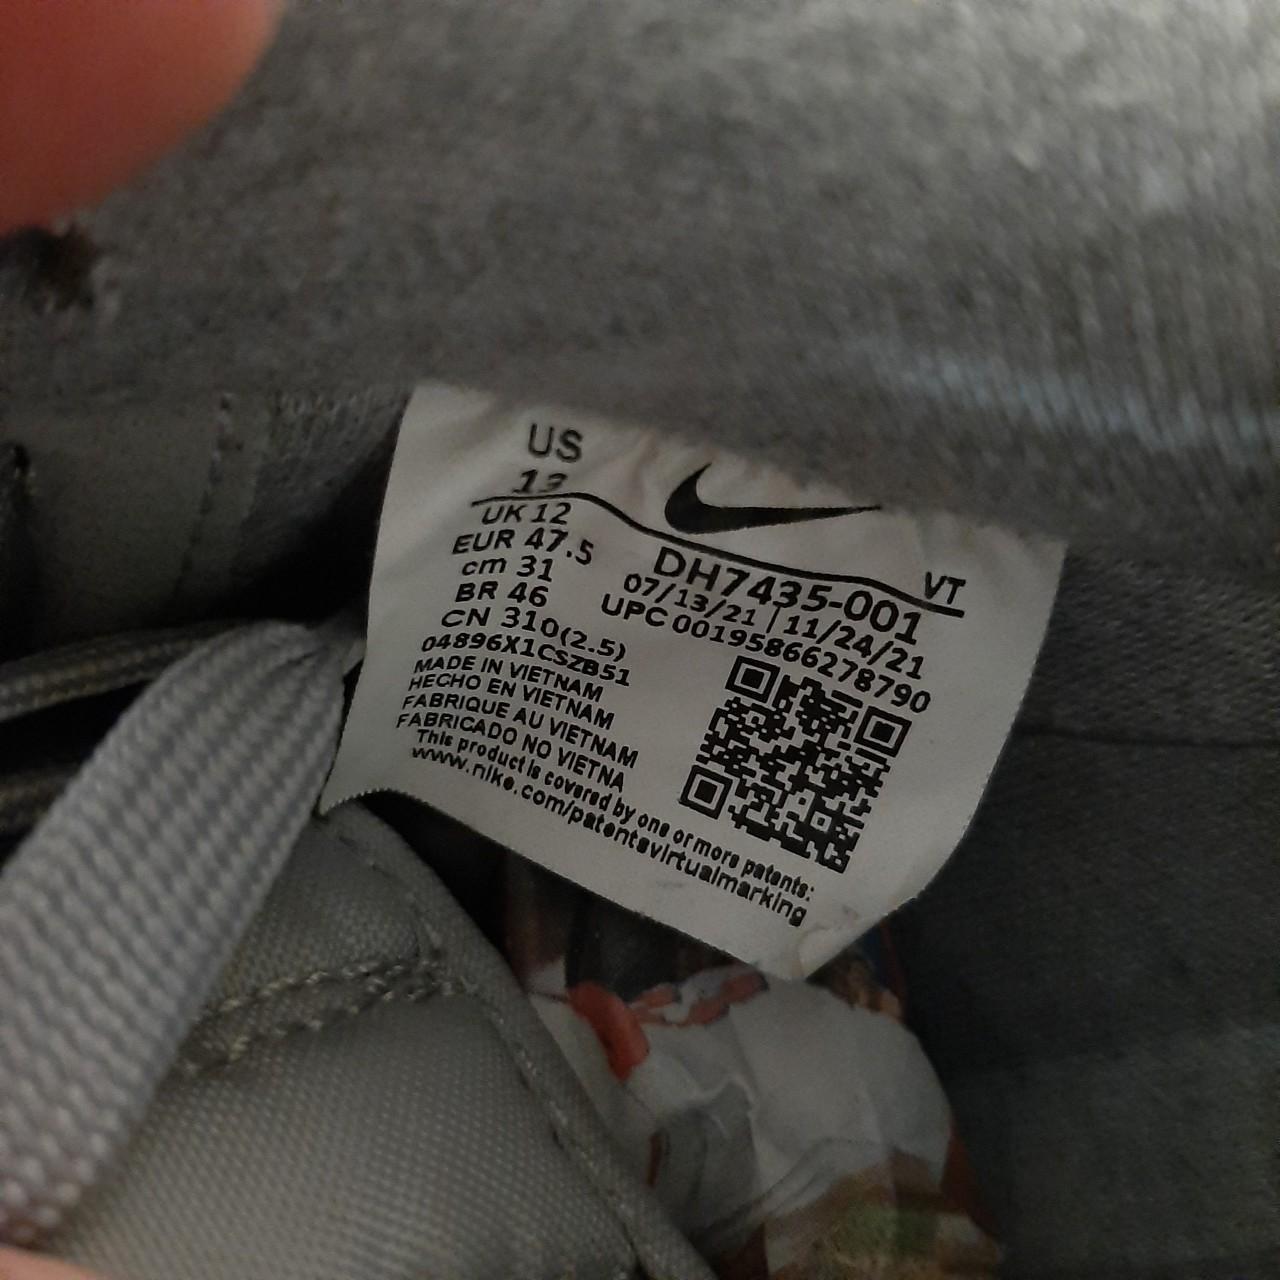 US
13
UK 12
EUR 47.5
cm 31
BR 46
CN 310(2.5)
04896X1CSZB51
MADE IN VIETNAM
HECHO EN VIETNAM
FABRIQUE AU VIETNAM
FABRICADO NO VIETNA
This product is covered by one or more patents:
www.nike.com/patentsvirtualmarking
VT
DH7435-001
07/13/21 | 11/24/21
UPC 00195866278790